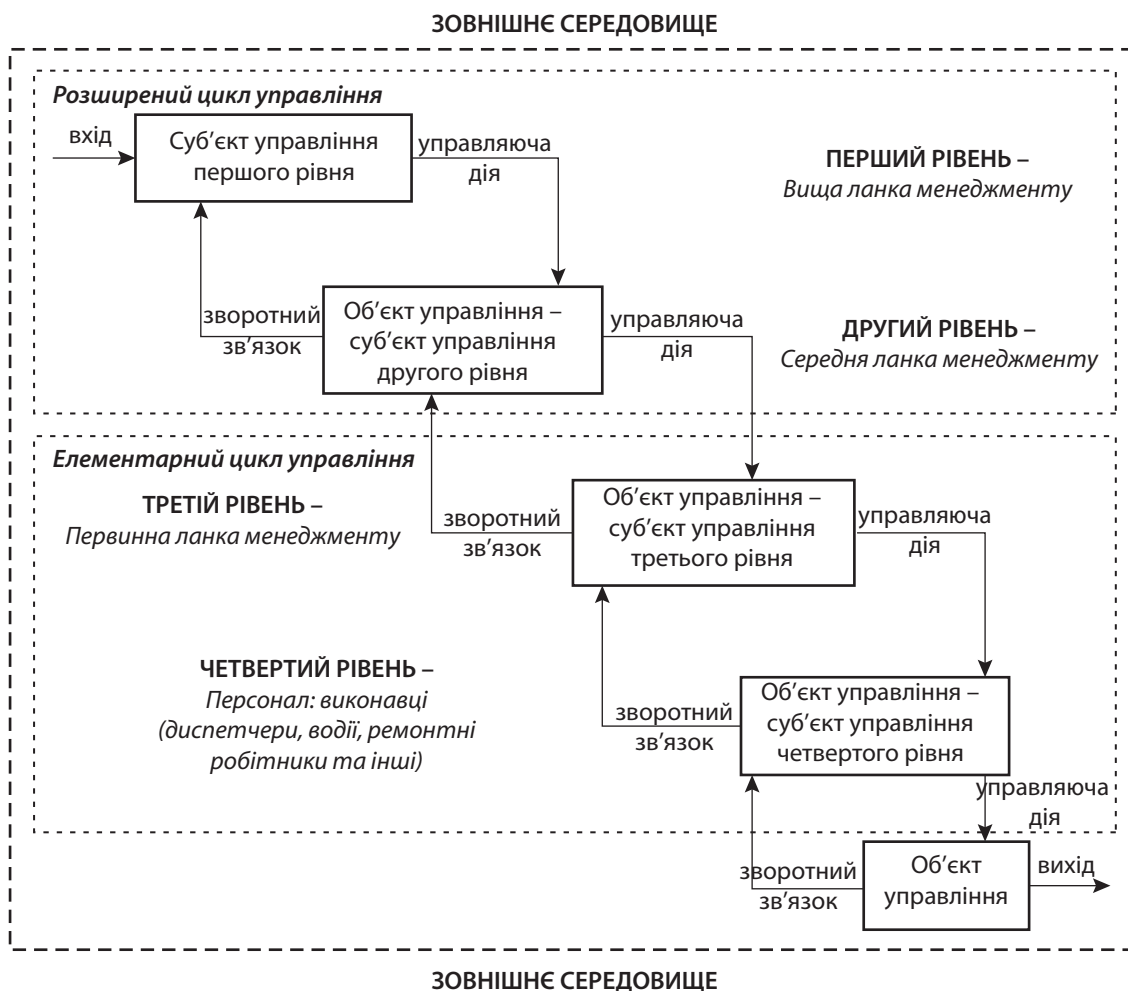 ЗОВНІШНЄ СЕРЕДОВИЩЕ
Розширений цикл управління
вхід
Суб’єкт управління
першого рівня
управляюча
дія
ПЕРШИЙ РІВЕНЬ –
Вища ланка менеджменту
зворотний
зв’язок
Об’єкт управління –
суб’єкт управління
другого рівня
управляюча
дія
ДРУГИЙ РІВЕНЬ –
Середня ланка менеджменту
Елементарний цикл управління
ТРЕТІЙ РІВЕНЬ –
Первинна ланка менеджменту
зворотний
зв’язок
Об’єкт управління –
суб’єкт управління
третього рівня
управляюча
дія
ЧЕТВЕРТИЙ РІВЕНЬ –
Персонал: виконавці
(диспетчери, водії, ремонтні
робітники та інші)
зворотний
зв’язок
Об’єкт управління –
суб’єкт управління
четвертого рівня
управляюча
дія
зворотний
зв’язок
Об’єкт
управління
вихід
ЗОВНІШНЄ СЕРЕДОВИЩЕ